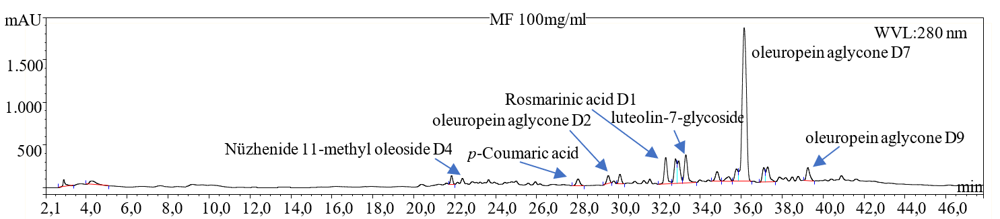 mAU
MF 100mg/ml
WVL:280 nm
oleuropein aglycone D7
1.500
Rosmarinic acid D1
1.000
luteolin-7-glycoside
oleuropein aglycone D2
oleuropein aglycone D9
Nüzhenide 11-methyl oleoside D4
p-Coumaric acid
500
min
2,1 4,0 6,0 8,0 10,0 12,0 14,0 16,0 18,0 20,0 22,0 24,0 26,0 28,0 30,0 32,0 34,0 36,0 38,0 40,0 42,0 44,0 46,0